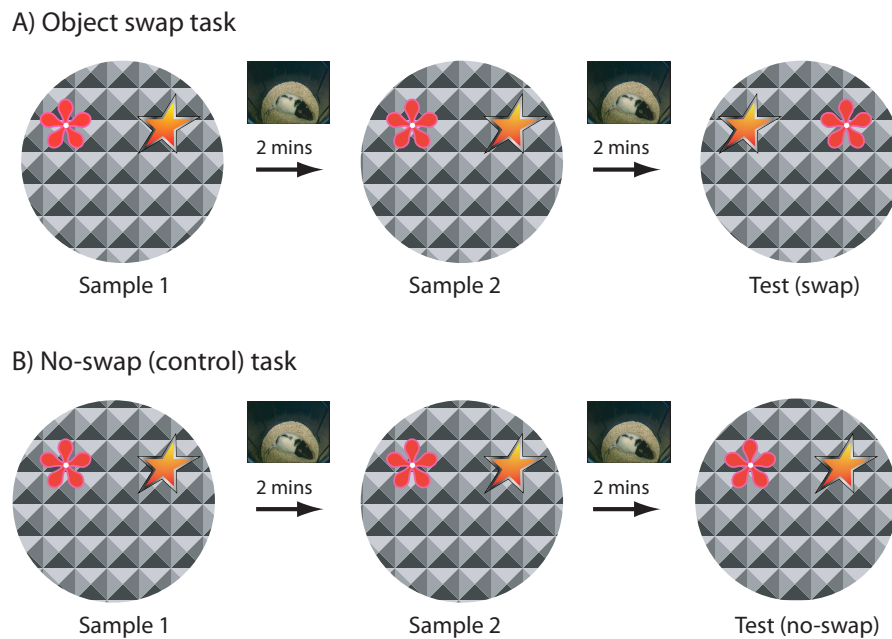 A) Object swap task
2 mins
2 mins
Sample 1
Sample 2
Test (swap)
B) No-swap (control) task
2 mins
2 mins
Sample 1
Sample 2
Test (no-swap)